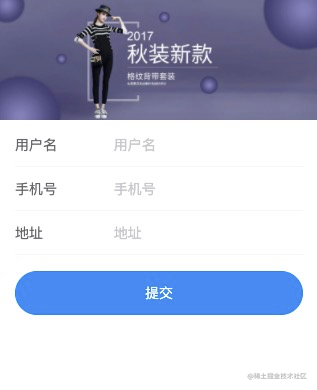 2017
秋装新款
格纹背带套装
用户名 用户名
手机号 手机号
地址 地址
提交
@稀土掘金技术社区